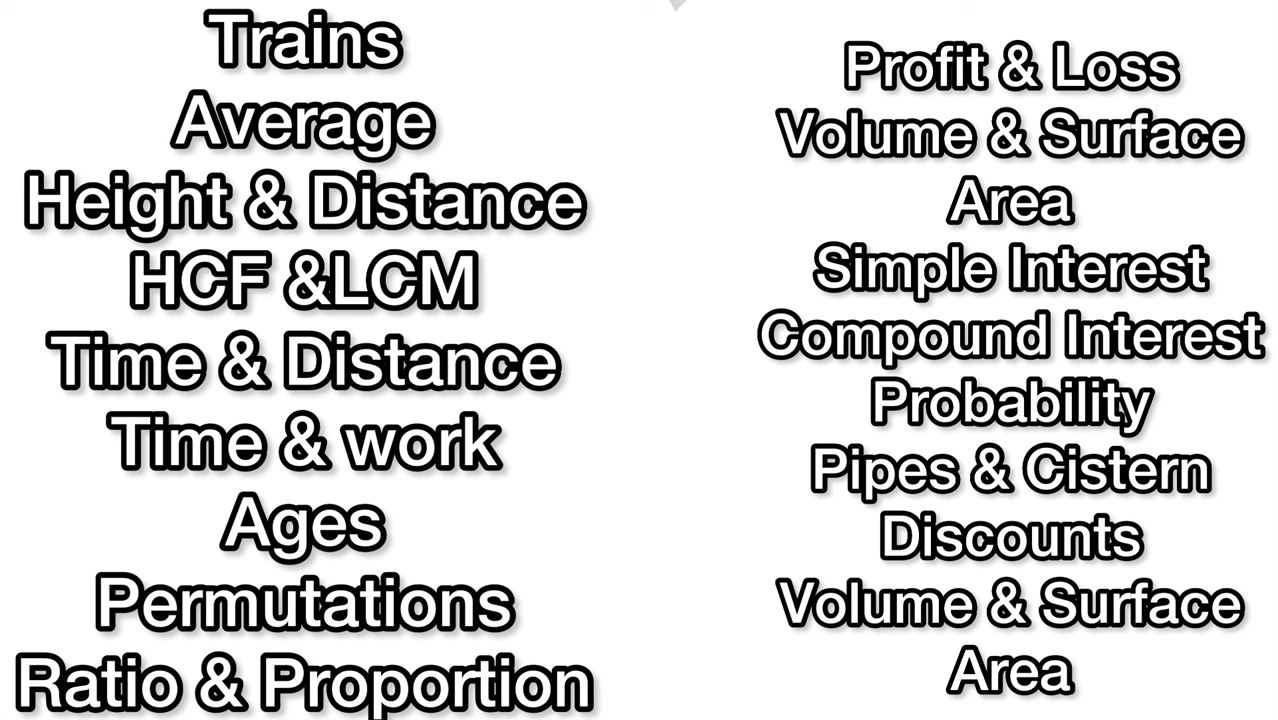 Trains
Average
Height & Distance
HCF &LCM
Time & Distance
Time & work
Ages
Permutations
Ratio & Proportion
Profit & Loss
Volume & Surface
Area
Simple Interest
Compound Interest
Probability
Pipes & Cistern
Discounts
Volume & Surface
Area